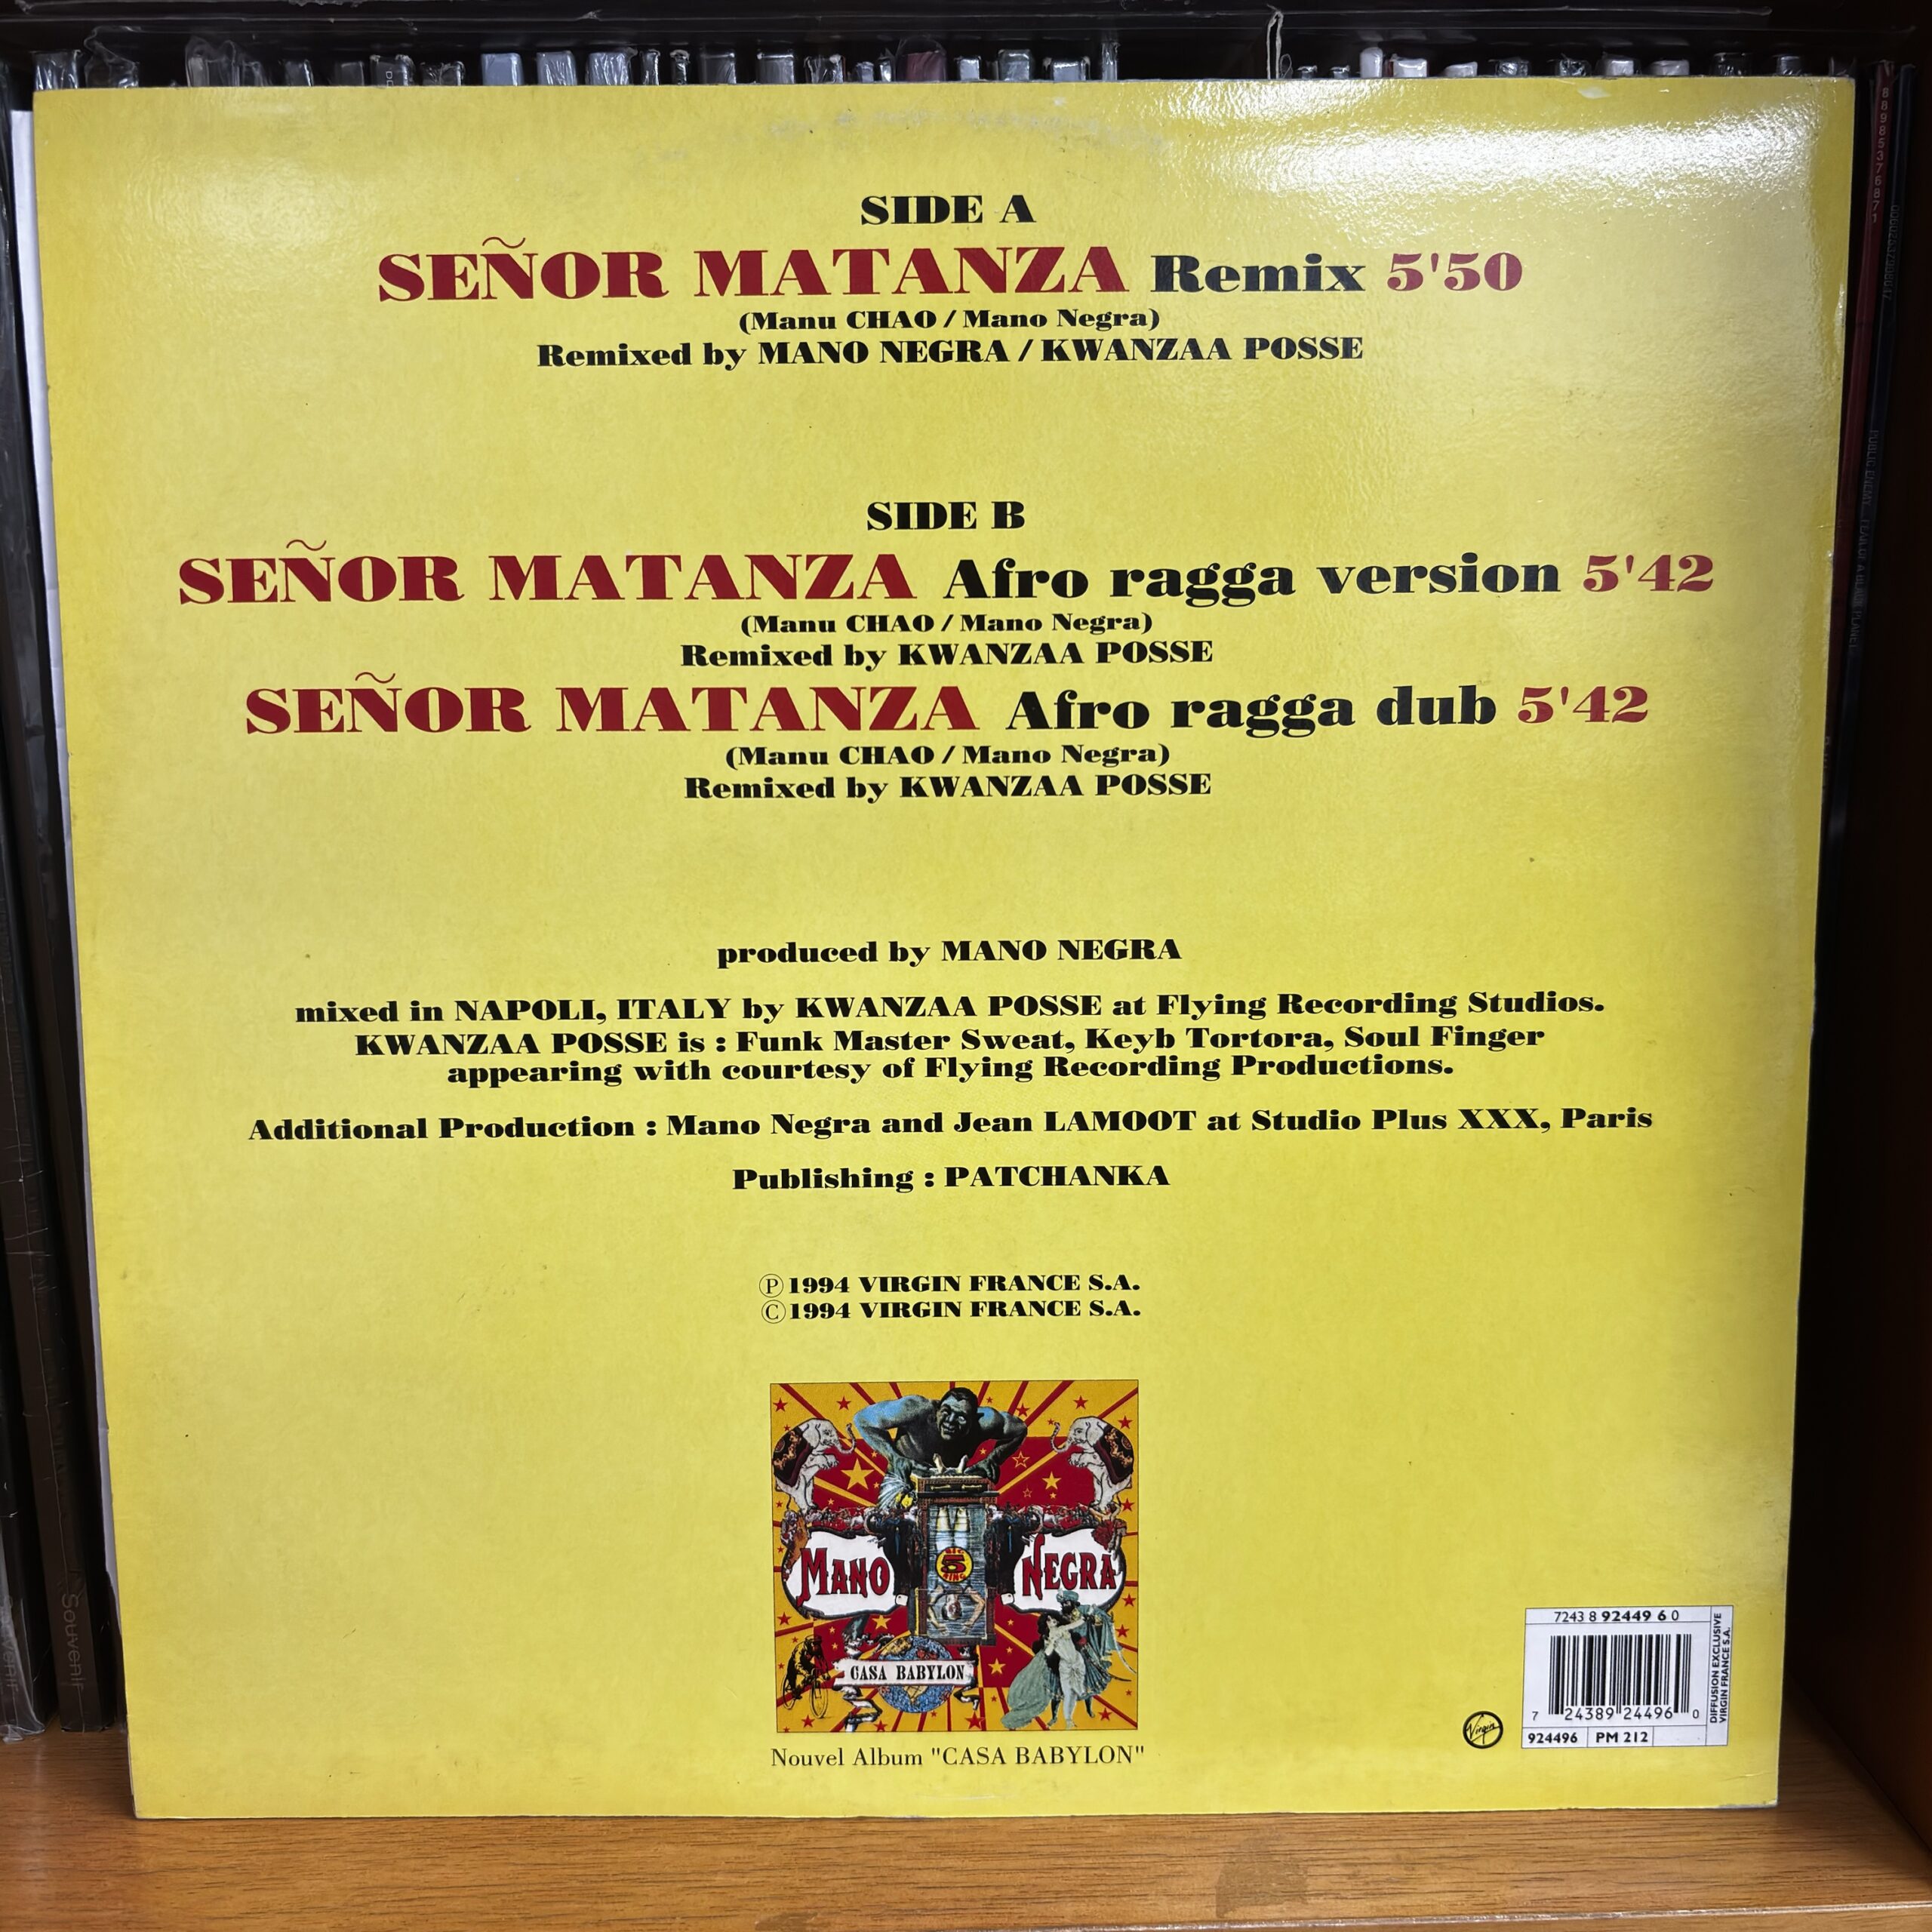 SIDE A
SEÑOR MATANZA Remix 5'50
(Manu CHAO / Mano Negra)
Remixed by MANO NEGRA / KWANZAA POSSE
SIDE B
SEÑOR MATANZA Afro ragga version 5'42
(Manu CHAO / Mano Negra)
Remixed by KWANZAA POSSE
SEÑOR MATANZA Afro ragga dub 5'42
(Manu CHAO / Mano Negra)
Remixed by KWANZAA POSSE
produced by MANO NEGRA
mixed in NAPOLI, ITALY by KWANZAA POSSE at Flying Recording Studios.
KWANZAA POSSE is : Funk Master Sweat, Keyb Tortora, Soul Finger
appearing with courtesy of Flying Recording Productions.
Additional Production : Mano Negra and Jean LAMOOT at Studio Plus XXX, Paris
Publishing : PATCHANKA
Ⓟ 1994 VIRGIN FRANCE S.A.
© 1994 VIRGIN FRANCE S.A.
MANO NEGRA
5
CASA BABYLON
Nouvel Album "CASA BABYLON"
Virgin
7243 8 92449 6 0
7 24389 24496 0
924496 PM 212
DIFFUSION EXCLUSIVE
VIRGIN FRANCE S.A.
Souvenir
88985376871